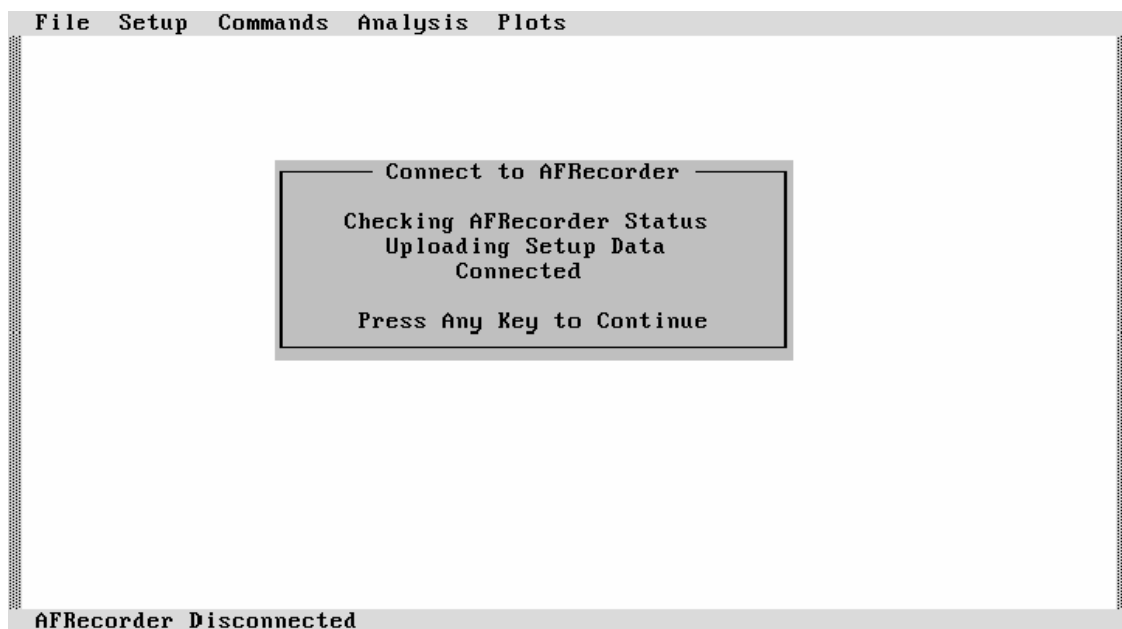 File Setup Commands Analysis Plots
Connect to AFRecorder
Checking AFRecorder Status
Uploading Setup Data
Connected
Press Any Key to Continue
AFRecorder Disconnected